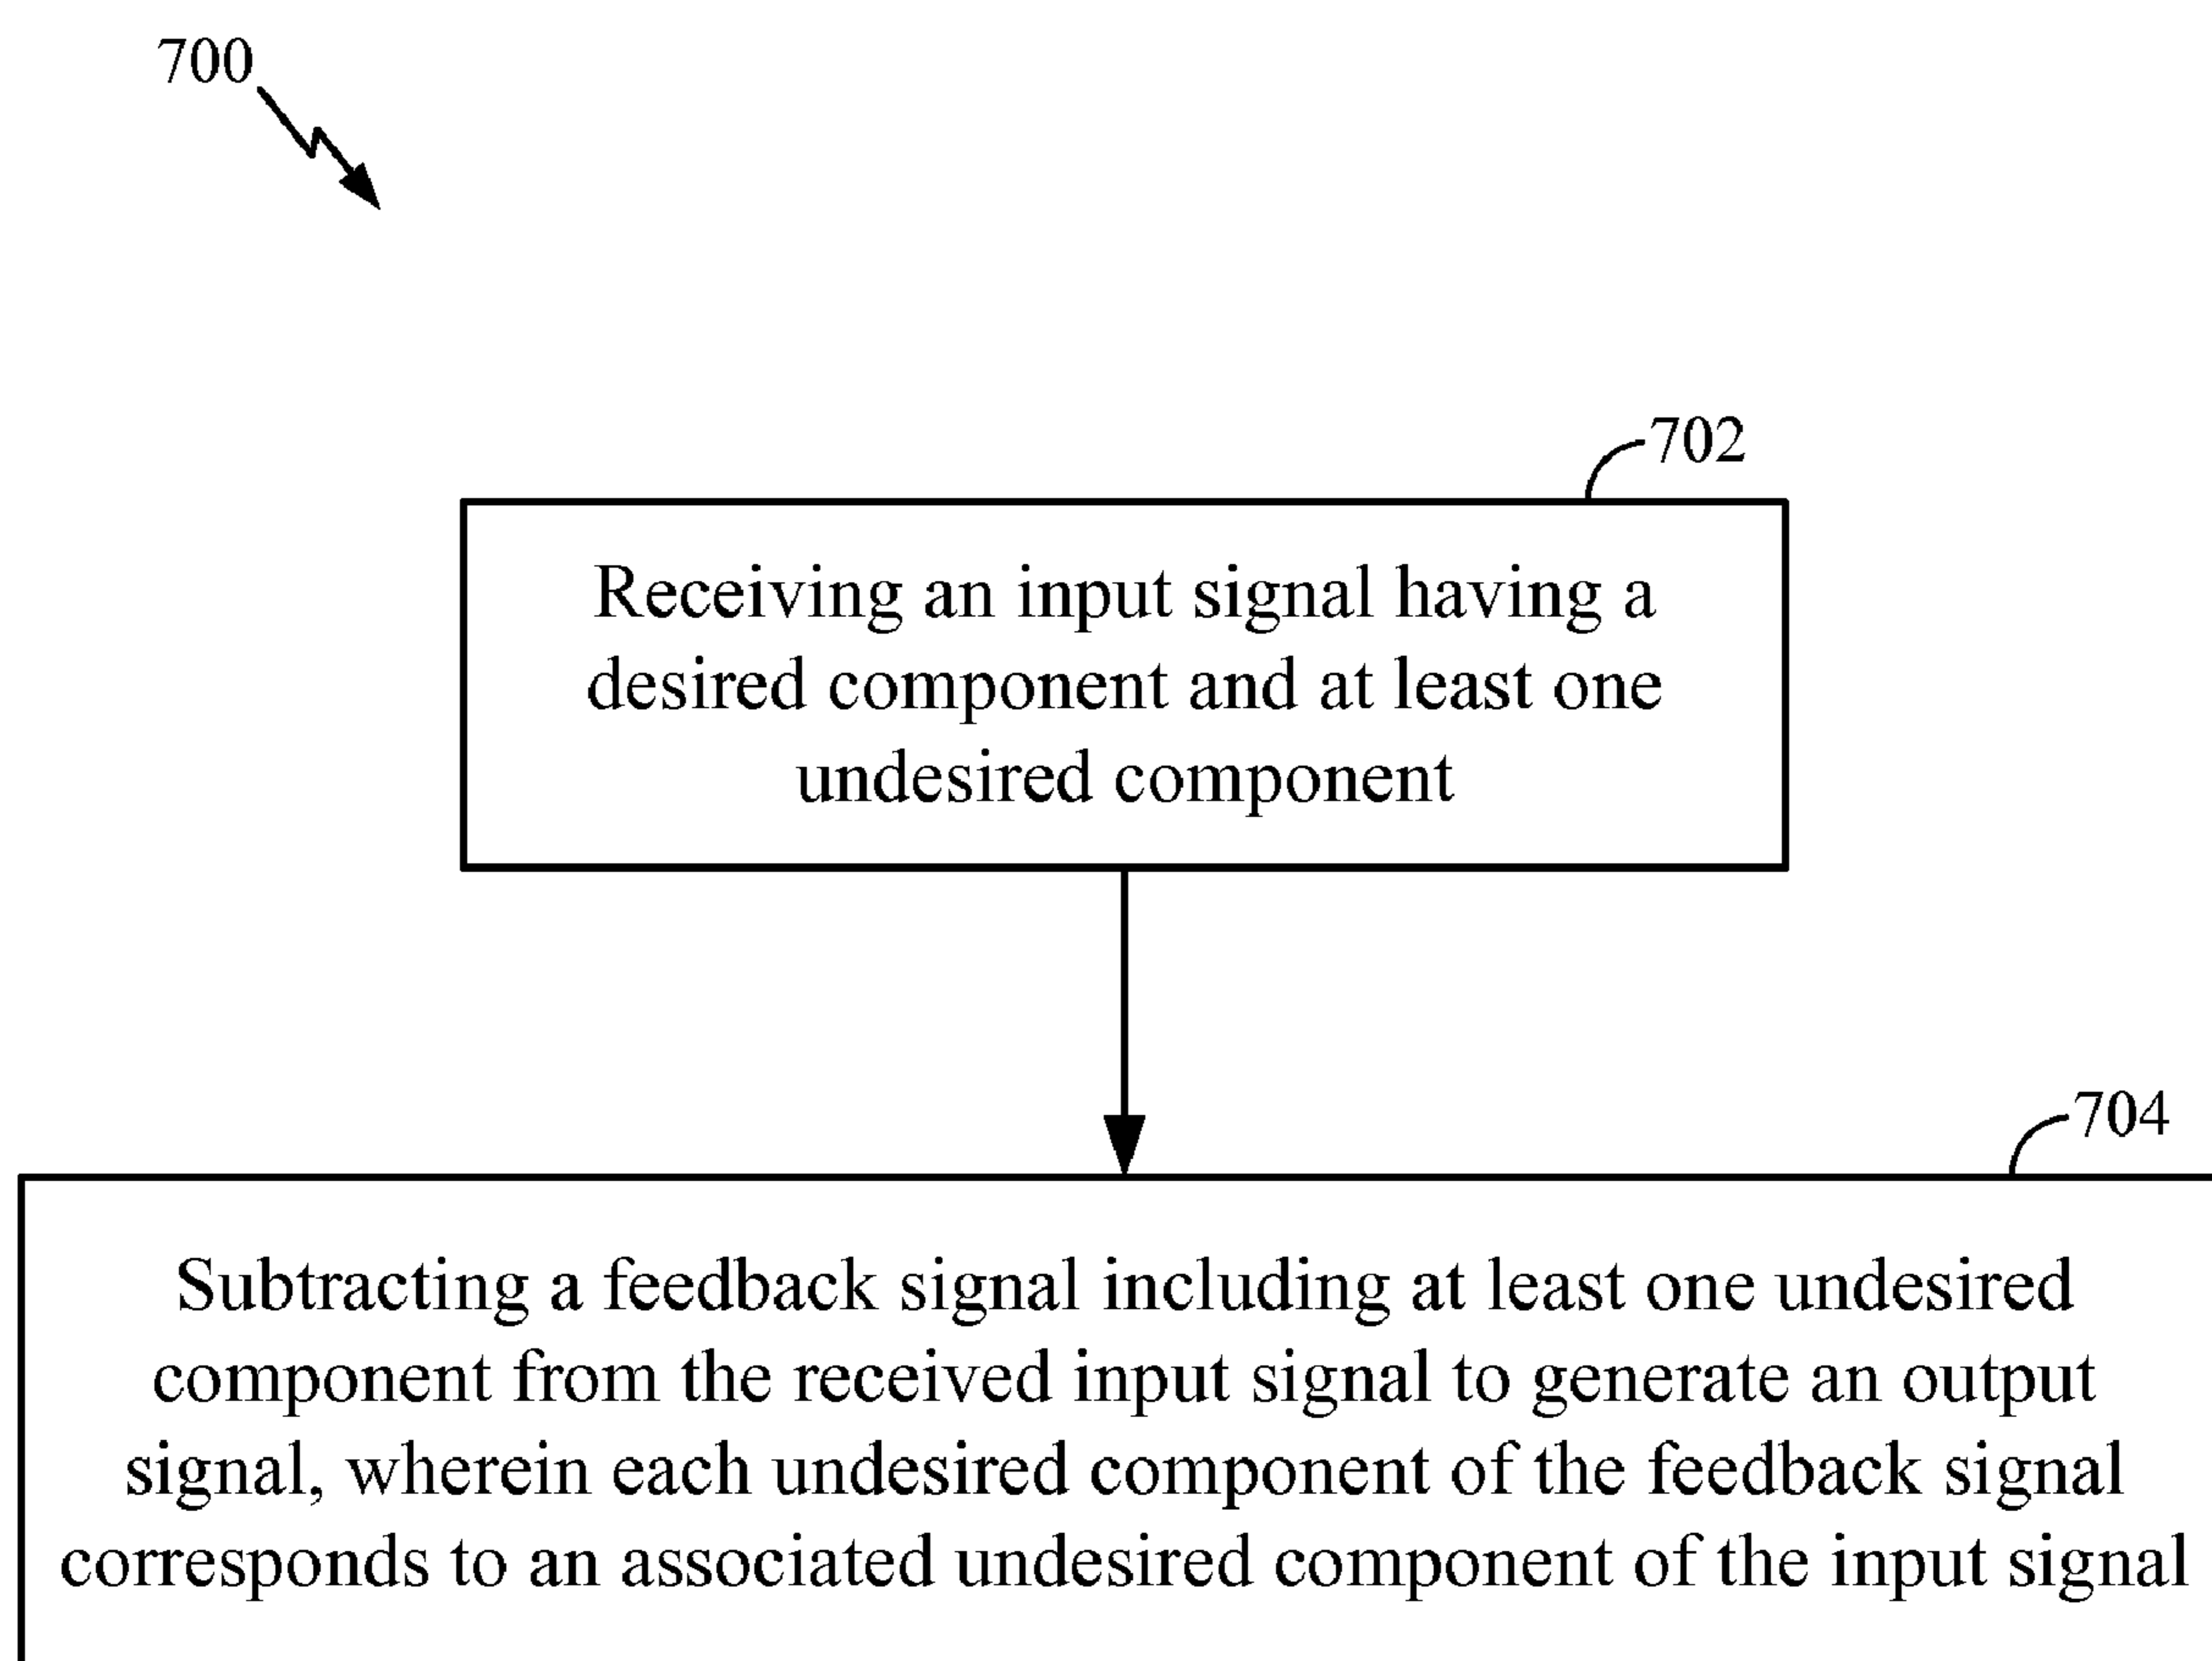 700
702
Receiving an input signal having a
desired component and at least one
undesired component
704
Subtracting a feedback signal including at least one undesired
component from the received input signal to generate an output
signal, wherein each undesired component of the feedback signal
corresponds to an associated undesired component of the input signal